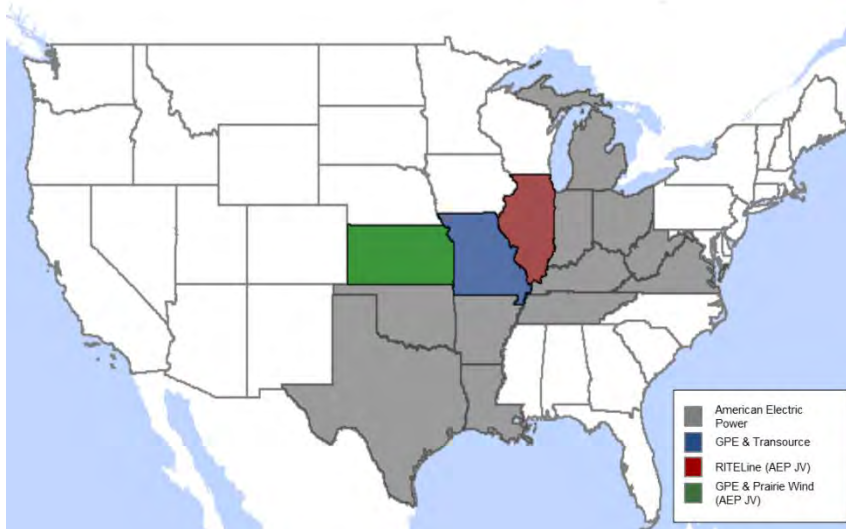 American Electric
Power
GPE & Transource
RITELine (AEP JV)
GPE & Prairie Wind
(AEP JV)